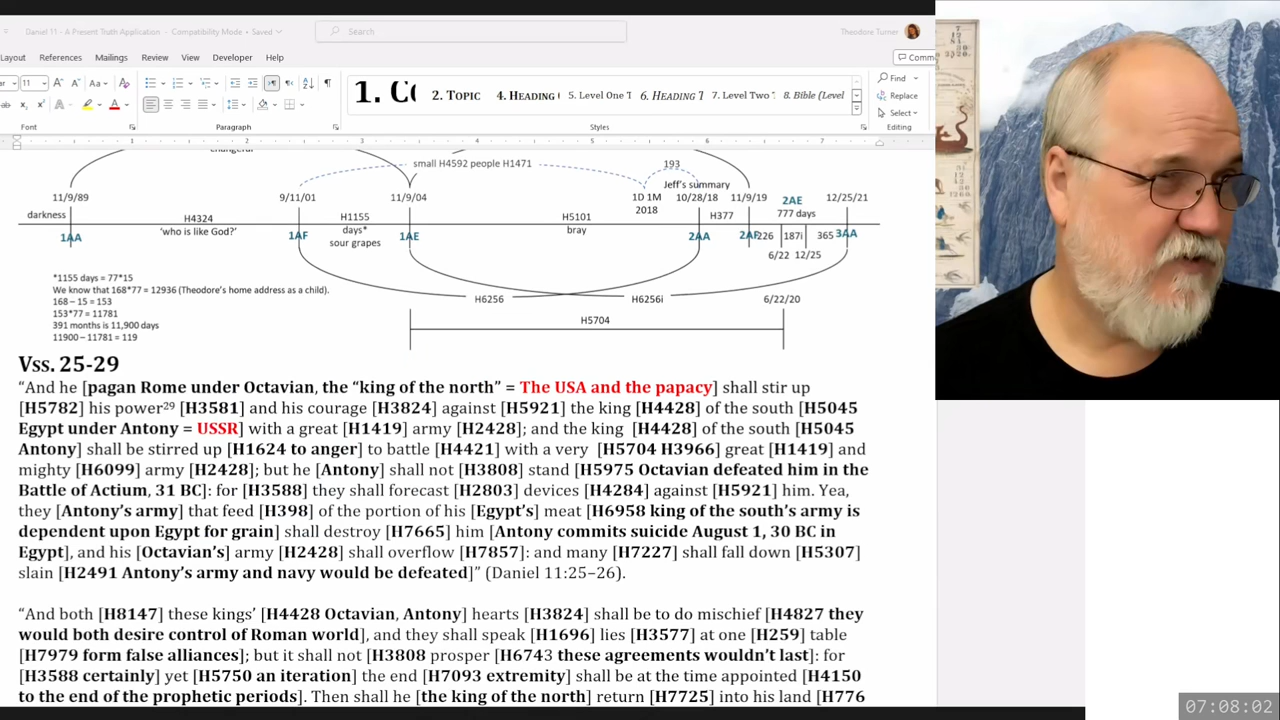 Daniel 11 - A Present Truth Application - Compatibility Mode • Saved
Search
Theodore Turner
Layout References Mailings Review View Developer Help
Comm
11
Aa
1. Co
2. Topic
4. Heading
5. Level One T
6. Heading T
7. Level Two T
8. Bible (Level
Find
Replace
Select
Font
Paragraph
Styles
Editing
1
2
3
4
5
6
7
small H4592 people H1471
193
Jeff's summary
11/9/89
9/11/01
11/9/04
1D 1M
2018
10/28/18
11/9/19
2AE
777 days
12/25/21
darkness
H4324
H1155
H5101
H377
1AA
'who is like God?'
1AF
days*
sour grapes
1AE
bray
2AA
2AF
226
187i
365
3AA
6/22
12/25
*1155 days = 77*15
We know that 168*77 = 12936 (Theodore's home address as a child).
168 – 15 = 153
153*77 = 11781
391 months is 11,900 days
11900 – 11781 = 119
H6256
H6256i
6/22/20
H5704
Vss. 25-29
“And he [pagan Rome under Octavian, the “king of the north” = The USA and the papacy] shall stir up
[H5782] his power29 [H3581] and his courage [H3824] against [H5921] the king [H4428] of the south [H5045
Egypt under Antony = USSR] with a great [H1419] army [H2428]; and the king [H4428] of the south [H5045
Antony] shall be stirred up [H1624 to anger] to battle [H4421] with a very [H5704 H3966] great [H1419] and
mighty [H6099] army [H2428]; but he [Antony] shall not [H3808] stand [H5975 Octavian defeated him in the
Battle of Actium, 31 BC]: for [H3588] they shall forecast [H2803] devices [H4284] against [H5921] him. Yea,
they [Antony's army] that feed [H398] of the portion of his [Egypt's] meat [H6958 king of the south's army is
dependent upon Egypt for grain] shall destroy [H7665] him [Antony commits suicide August 1, 30 BC in
Egypt], and his [Octavian's] army [H2428] shall overflow [H7857]: and many [H7227] shall fall down [H5307]
slain [H2491 Antony's army and navy would be defeated]” (Daniel 11:25–26).
“And both [H8147] these kings' [H4428 Octavian, Antony] hearts [H3824] shall be to do mischief [H4827 they
would both desire control of Roman world], and they shall speak [H1696] lies [H3577] at one [H259] table
[H7979 form false alliances]; but it shall not [H3808 prosper [H6743 these agreements wouldn't last]: for
[H3588 certainly] yet [H5750 an iteration] the end [H7093 extremity] shall be at the time appointed [H4150
to the end of the prophetic periods]. Then shall he [the king of the north] return [H7725] into his land [H776
07:08:02